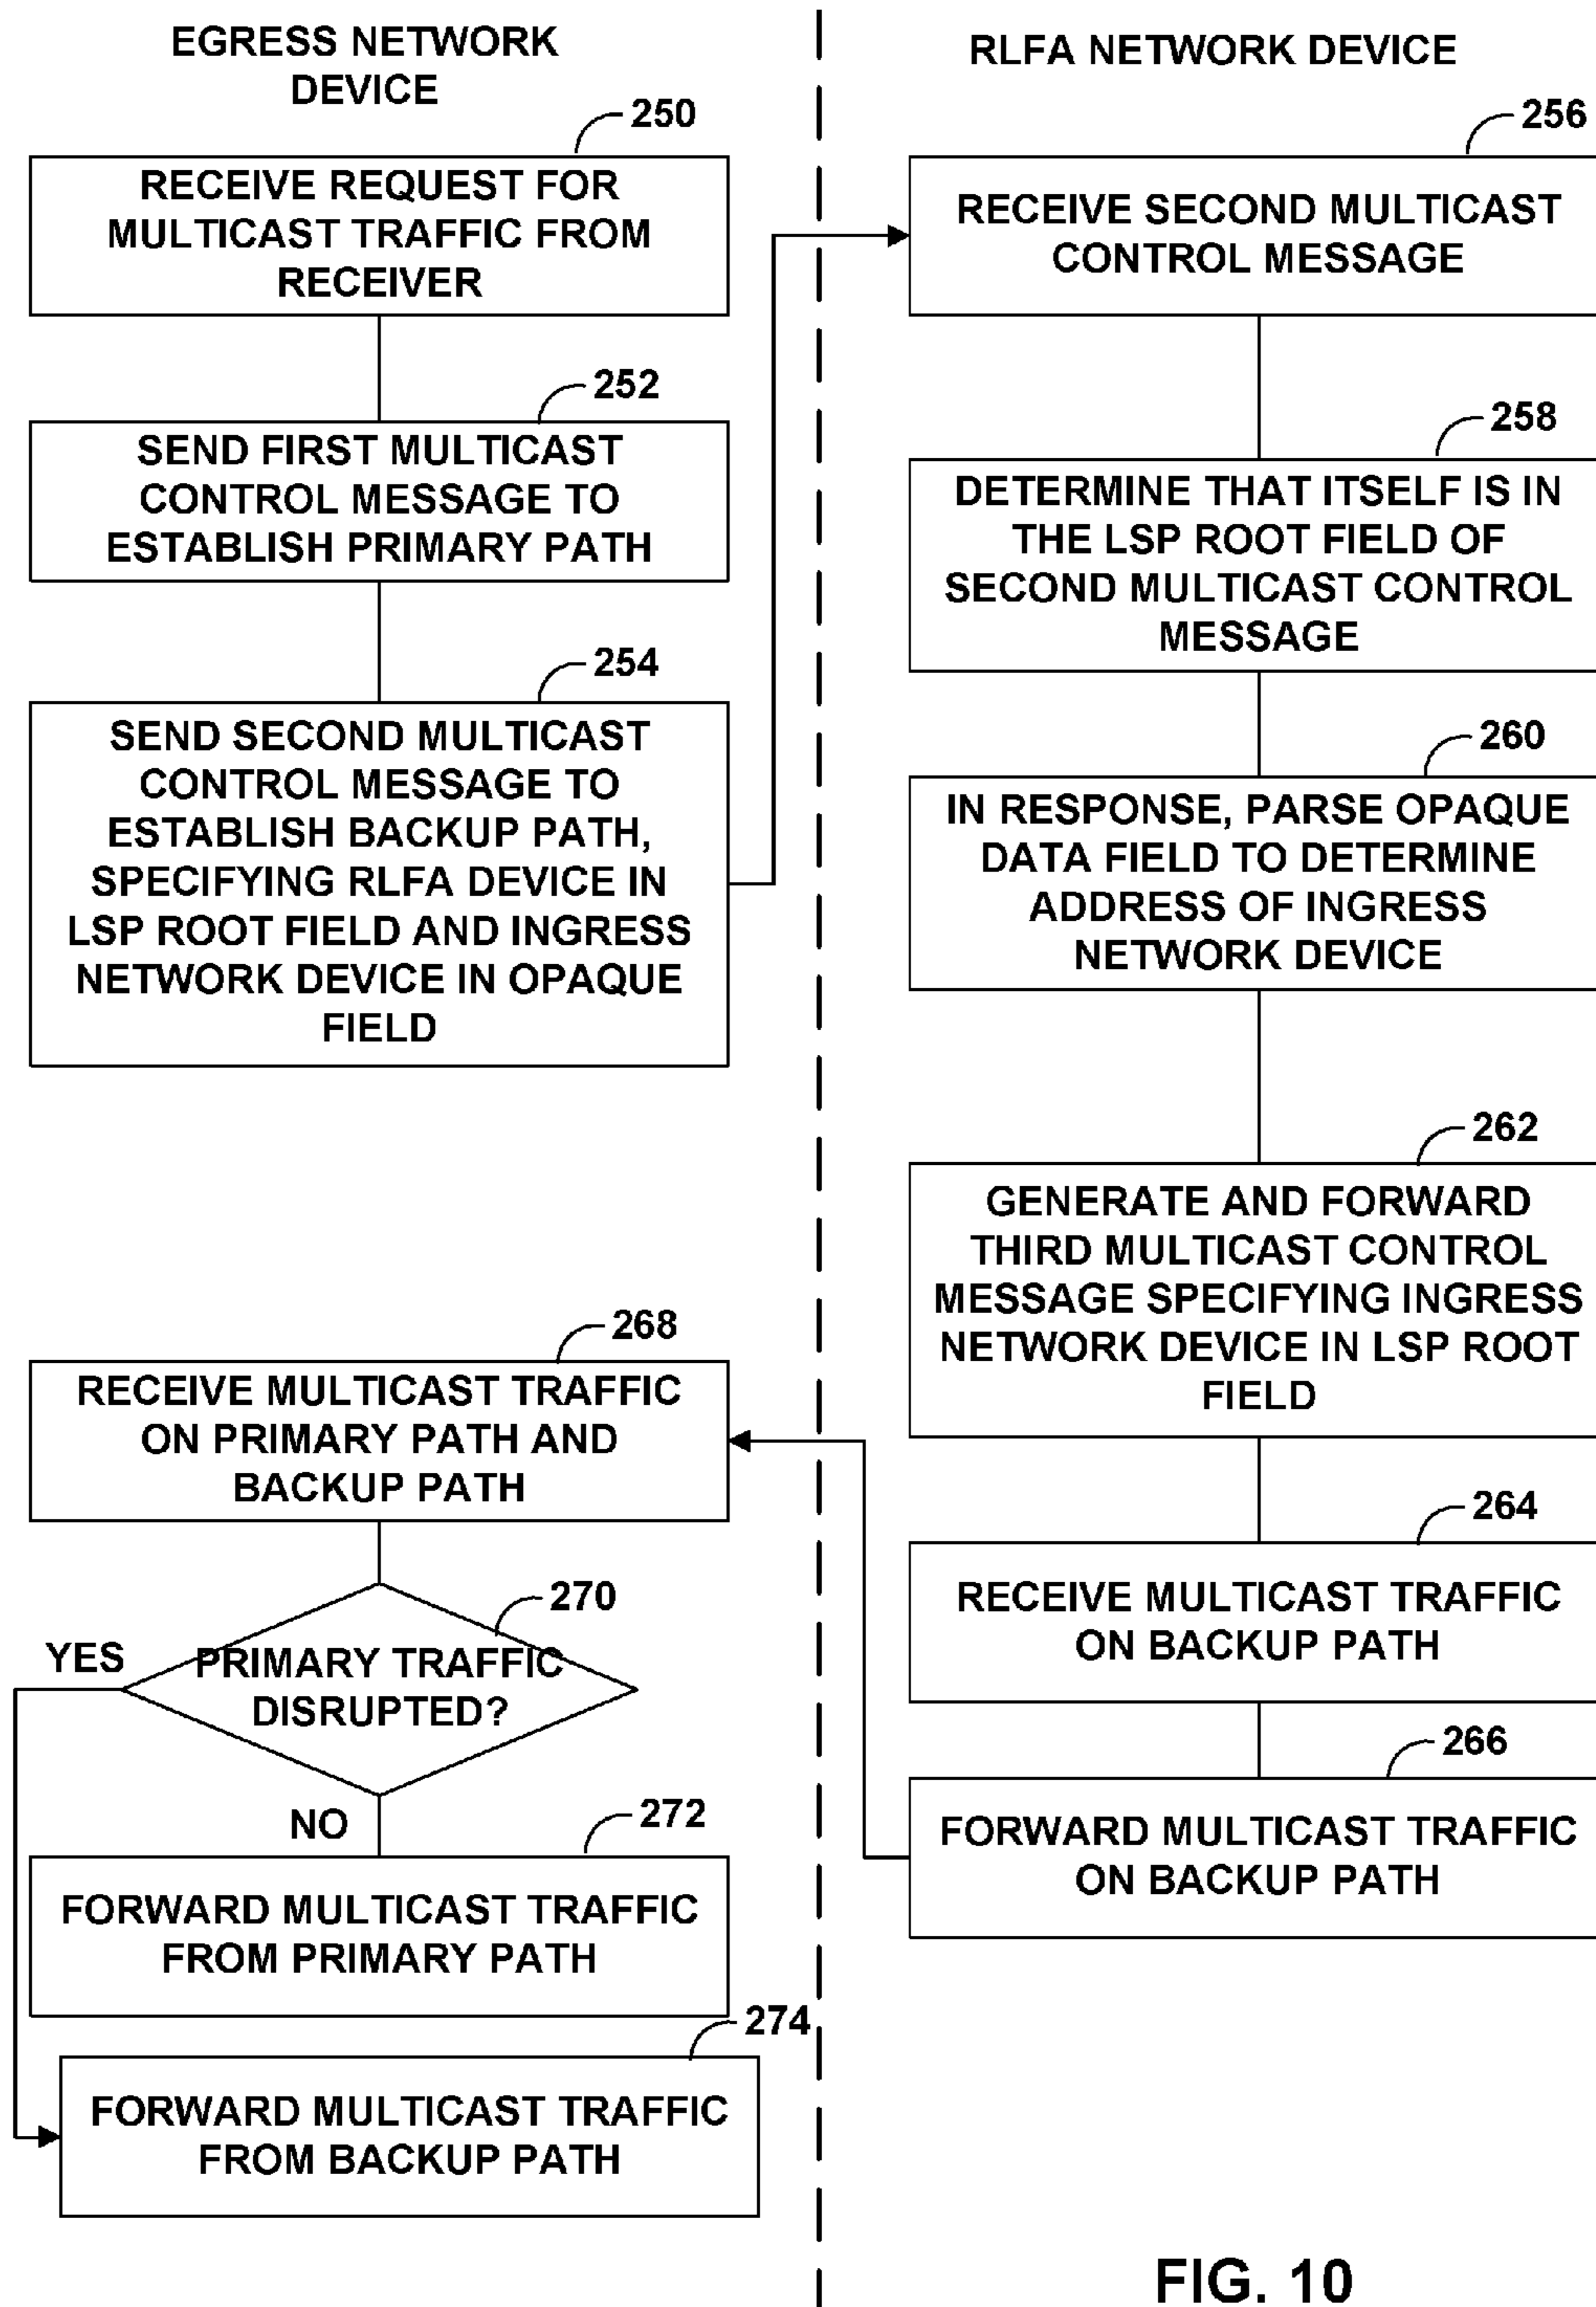 EGRESS NETWORK
DEVICE
250
RECEIVE REQUEST FOR
MULTICAST TRAFFIC FROM
RECEIVER
252
SEND FIRST MULTICAST
CONTROL MESSAGE TO
ESTABLISH PRIMARY PATH
254
SEND SECOND MULTICAST
CONTROL MESSAGE TO
ESTABLISH BACKUP PATH,
SPECIFYING RLFA DEVICE IN
LSP ROOT FIELD AND INGRESS
NETWORK DEVICE IN OPAQUE
FIELD
RLFA NETWORK DEVICE
256
RECEIVE SECOND MULTICAST
CONTROL MESSAGE
258
DETERMINE THAT ITSELF IS IN
THE LSP ROOT FIELD OF
SECOND MULTICAST CONTROL
MESSAGE
260
IN RESPONSE, PARSE OPAQUE
DATA FIELD TO DETERMINE
ADDRESS OF INGRESS
NETWORK DEVICE
262
GENERATE AND FORWARD
THIRD MULTICAST CONTROL
MESSAGE SPECIFYING INGRESS
NETWORK DEVICE IN LSP ROOT
FIELD
264
RECEIVE MULTICAST TRAFFIC
ON BACKUP PATH
266
FORWARD MULTICAST TRAFFIC
ON BACKUP PATH
268
RECEIVE MULTICAST TRAFFIC
ON PRIMARY PATH AND
BACKUP PATH
270
YES
PRIMARY TRAFFIC
DISRUPTED?
NO
272
FORWARD MULTICAST TRAFFIC
FROM PRIMARY PATH
274
FORWARD MULTICAST TRAFFIC
FROM BACKUP PATH
FIG. 10